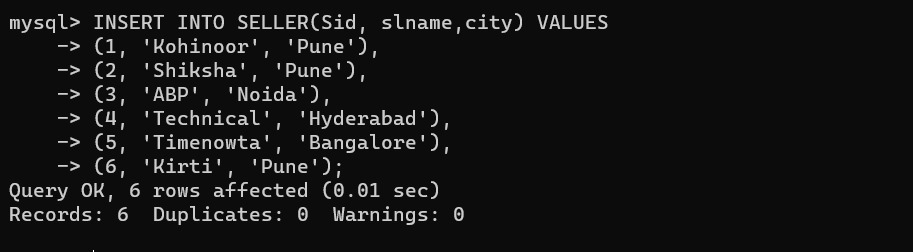 mysql> INSERT INTO SELLER(Sid, slname,city) VALUES
    -> (1, 'Kohinoor', 'Pune'),
    -> (2, 'Shiksha', 'Pune'),
    -> (3, 'ABP', 'Noida'),
    -> (4, 'Technical', 'Hyderabad'),
    -> (5, 'Timenowta', 'Bangalore'),
    -> (6, 'Kirti', 'Pune');
Query OK, 6 rows affected (0.01 sec)
Records: 6  Duplicates: 0  Warnings: 0